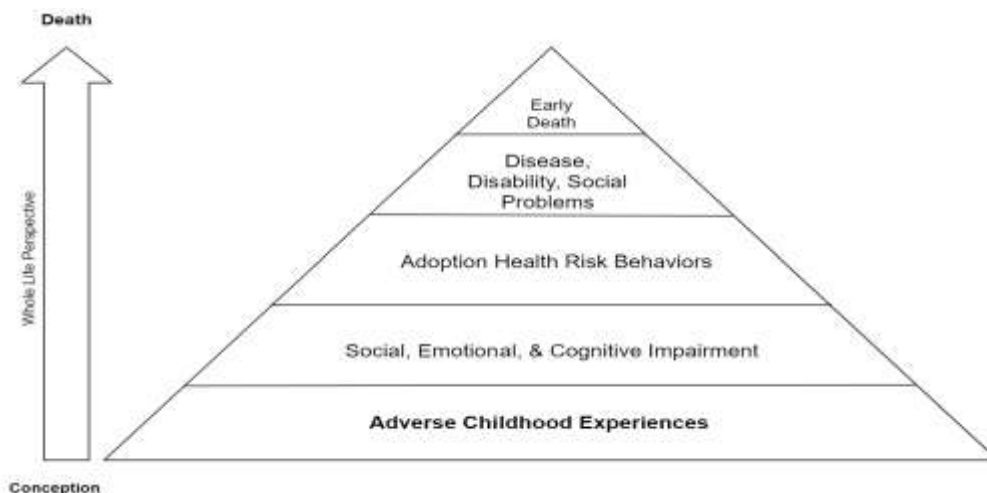 Death
Early
Death
Disease,
Disability, Social
Problems
Whole Life Perspective
Adoption Health Risk Behaviors
Social, Emotional, & Cognitive Impairment
Adverse Childhood Experiences
Conception